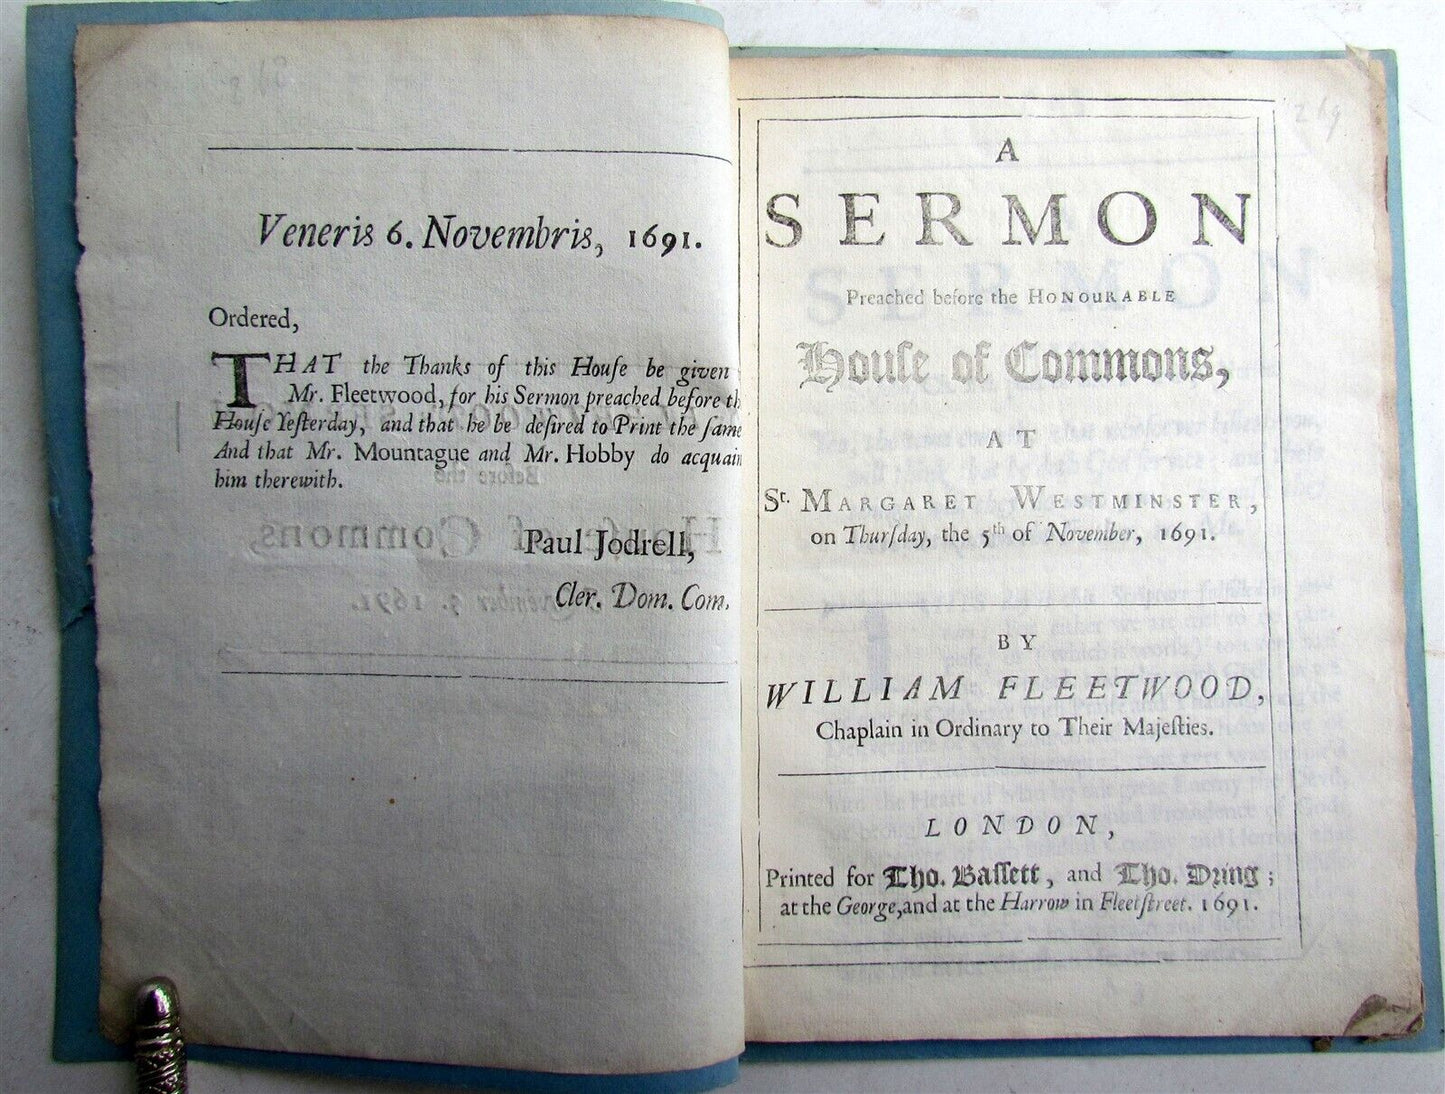 Veneris 6. Novembris, 1691.
Ordered,
THAT the Thanks of this Houſe be given
Mr. Fleetwood, for his Sermon preached before th
Houſe Yeſterday, and that he be deſired to Print the ſame
And that Mr. Mountague and Mr. Hobby do acquain
him therewith.
Paul Jodrell,
Cler. Dom. Com.
269
A
SERMON
Preached before the HONOURABLE
Houſe of Commons,
AT
St. MARGARET WESTMINSTER,
on Thurſday, the 5th of November, 1691.
BY
WILLIAM FLEETWOOD,
Chaplain in Ordinary to Their Majeſties.
LONDON,
Printed for Tho. Baſſett, and Tho. Dring;
at the George, and at the Harrow in Fleetſtreet. 1691.